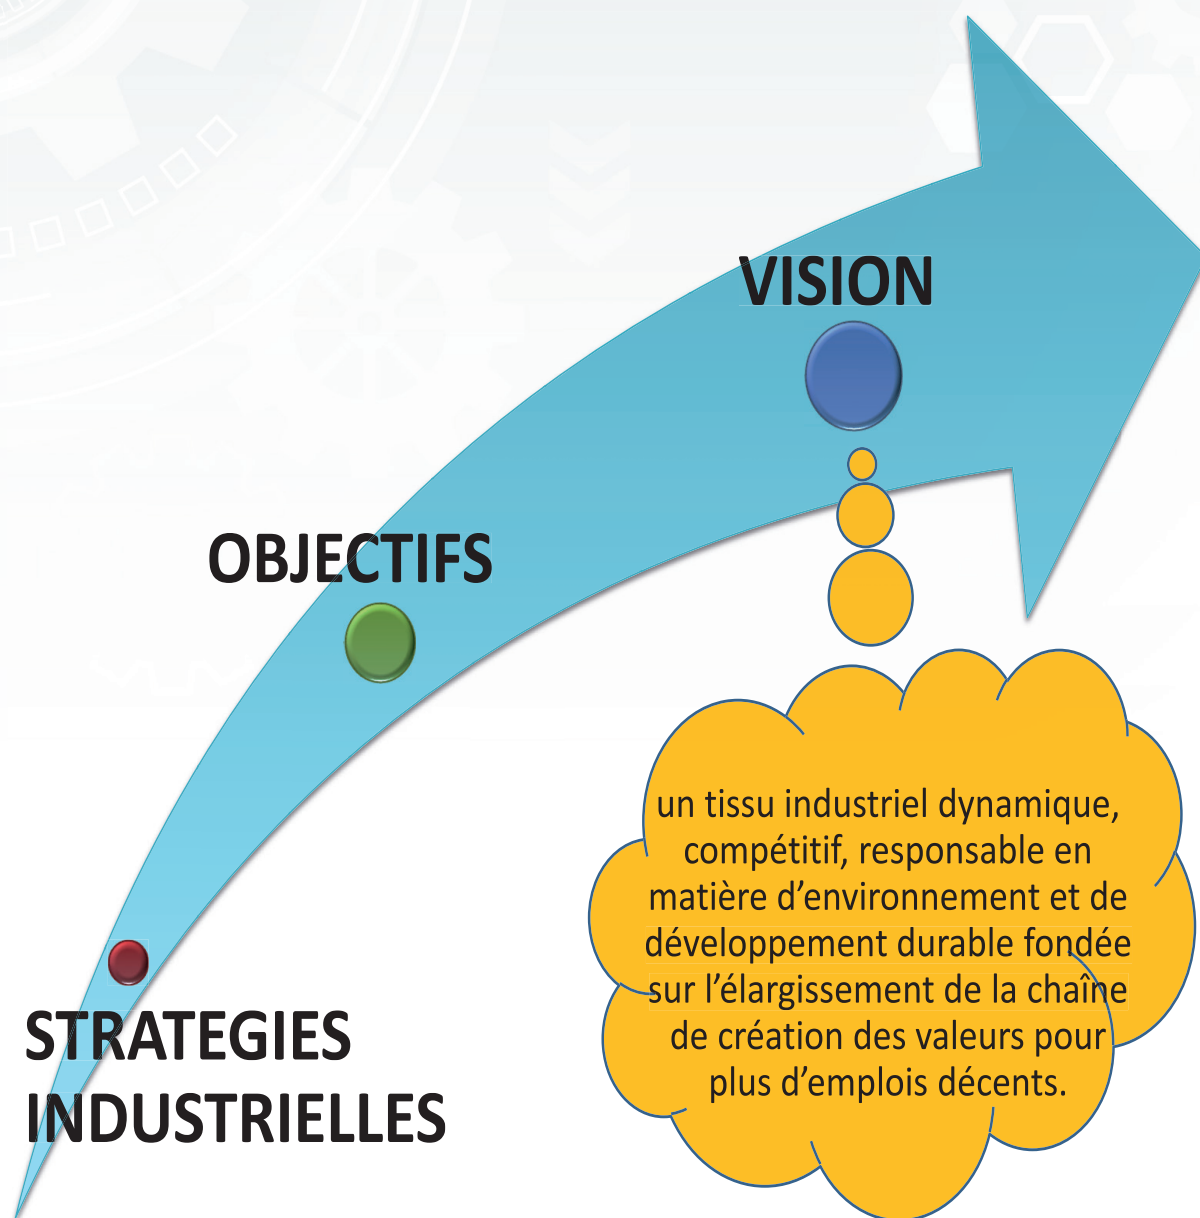 VISION
OBJECTIFS
un tissu industriel dynamique,
compétitif, responsable en
matière d’environnement et de
développement durable fondée
sur l’élargissement de la chaîne
de création des valeurs pour
plus d’emplois décents.
STRATEGIES
INDUSTRIELLES